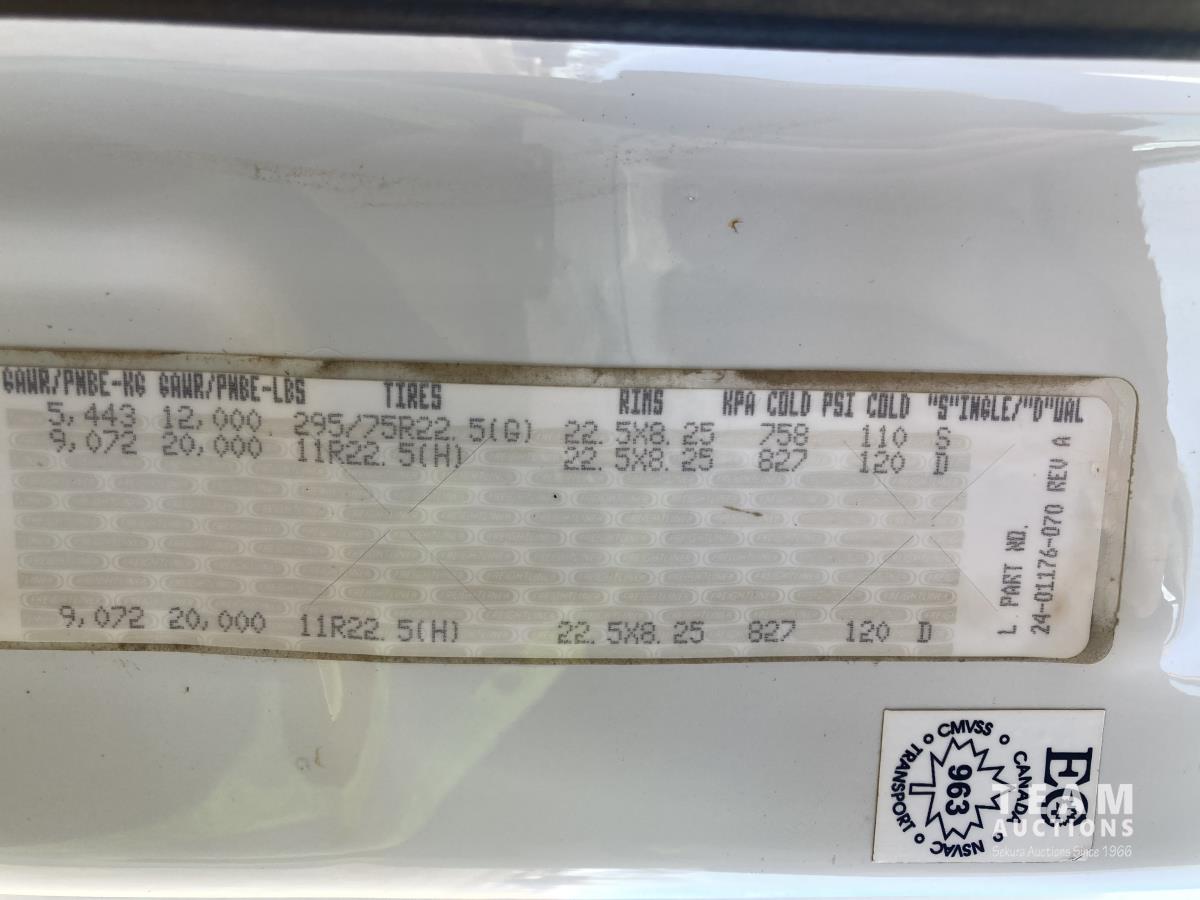 GAWR/PNBE-KG GAWR/PNBE-LBS TIRES RIMS KPA COLD PSI COLD "S"INGLE/"D"UAL
5,443 12,000 295/75R22.5(G) 22.5X8.25 758 110 S
9,072 20,000 11R22.5(H) 22.5X8.25 827 120 D
9,072 20,000 11R22.5(H) 22.5X8.25 827 120 D
L PART NO.
24-01176-070 REV A
FREIGHTLINER
CMVSS
CANADA
NSVAC
TRANSPORT
963
TEAM
AUCTIONS
Sekura Auctions Since 1966